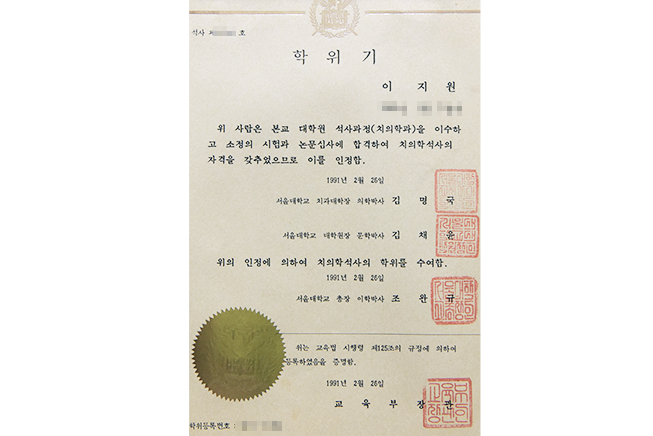 석사 제 호
학 위 기
이 지 원
위 사람은 본교 대학원 석사과정(치의학과)을 이수하
고 소정의 시험과 논문심사에 합격하여 치의학석사의
자격을 갖추었으므로 이를 인정함.
1991년 2월 26일
서울대학교 치과대학장 의학박사 김 명 국
서울대학교 대학원장 문학박사 김 채 윤
위의 인정에 의하여 치의학석사의 학위를 수여함.
1991년 2월 26일
서울대학교 총장 이학박사 조 완 규
위는 교육법 시행령 제125조의 규정에 의하여
등록하였음을 증명함.
1991년 2월 26일
교 육 부 장 관
학위등록번호 :